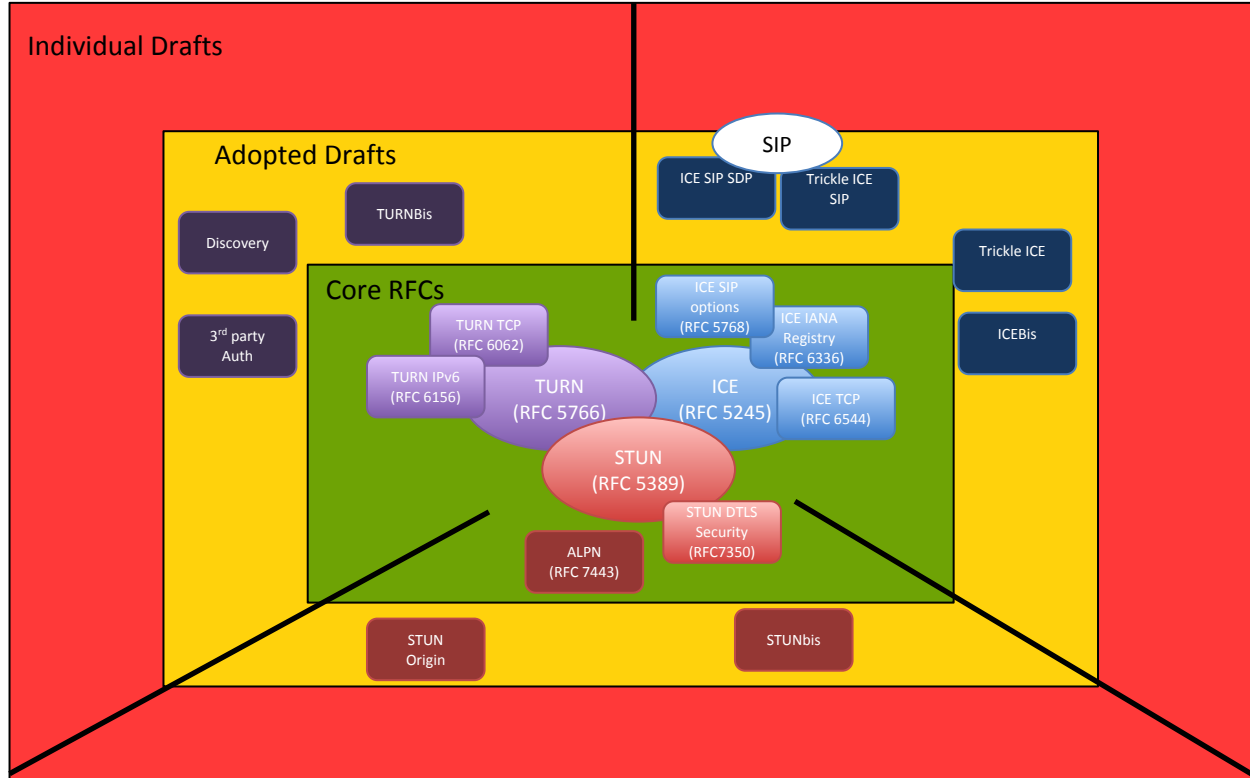 Individual Drafts
Adopted Drafts
SIP
ICE SIP SDP
Trickle ICE
SIP
TURNBis
Discovery
Trickle ICE
3rd party
Auth
ICEBis
Core RFCs
ICE SIP
options
(RFC 5768)
TURN TCP
(RFC 6062)
ICE IANA
Registry
(RFC 6336)
TURN IPv6
(RFC 6156)
TURN
(RFC 5766)
ICE
(RFC 5245)
ICE TCP
(RFC 6544)
STUN
(RFC 5389)
STUN DTLS
Security
(RFC7350)
ALPN
(RFC 7443)
STUN
Origin
STUNbis